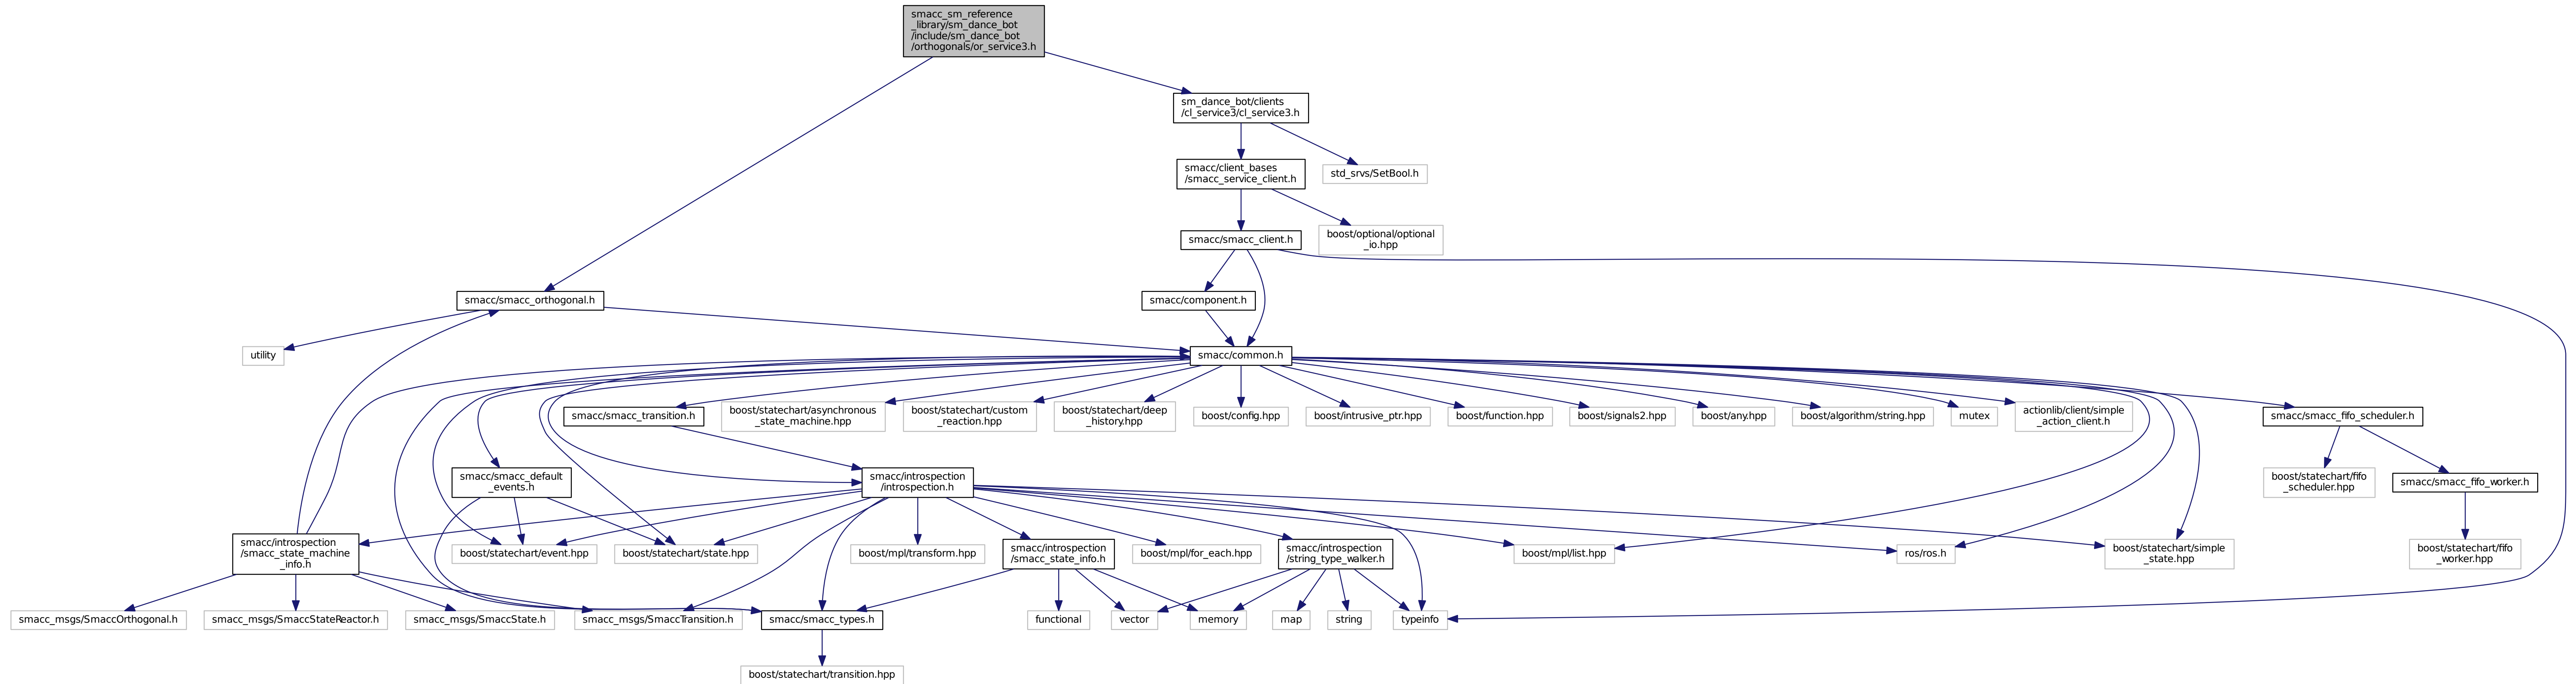 smacc_sm_reference
_library/sm_dance_bot
/include/sm_dance_bot
/orthogonals/or_service3.h
sm_dance_bot/clients
/cl_service3/cl_service3.h
smacc/client_bases
/smacc_service_client.h
std_srvs/SetBool.h
smacc/smacc_client.h
boost/optional/optional
_io.hpp
smacc/smacc_orthogonal.h
smacc/component.h
utility
smacc/common.h
smacc/smacc_transition.h
boost/statechart/asynchronous
_state_machine.hpp
boost/statechart/custom
_reaction.hpp
boost/statechart/deep
_history.hpp
boost/config.hpp
boost/intrusive_ptr.hpp
boost/function.hpp
boost/signals2.hpp
boost/any.hpp
boost/algorithm/string.hpp
mutex
actionlib/client/simple
_action_client.h
smacc/smacc_fifo_scheduler.h
smacc/smacc_default
_events.h
smacc/introspection
/introspection.h
boost/statechart/fifo
_scheduler.hpp
smacc/smacc_fifo_worker.h
smacc/introspection
/smacc_state_machine
_info.h
boost/statechart/event.hpp
boost/statechart/state.hpp
boost/mpl/transform.hpp
smacc/introspection
/smacc_state_info.h
boost/mpl/for_each.hpp
smacc/introspection
/string_type_walker.h
boost/mpl/list.hpp
ros/ros.h
boost/statechart/simple
_state.hpp
boost/statechart/fifo
_worker.hpp
smacc_msgs/SmaccOrthogonal.h
smacc_msgs/SmaccStateReactor.h
smacc_msgs/SmaccState.h
smacc_msgs/SmaccTransition.h
smacc/smacc_types.h
functional
vector
memory
map
string
typeinfo
boost/statechart/transition.hpp